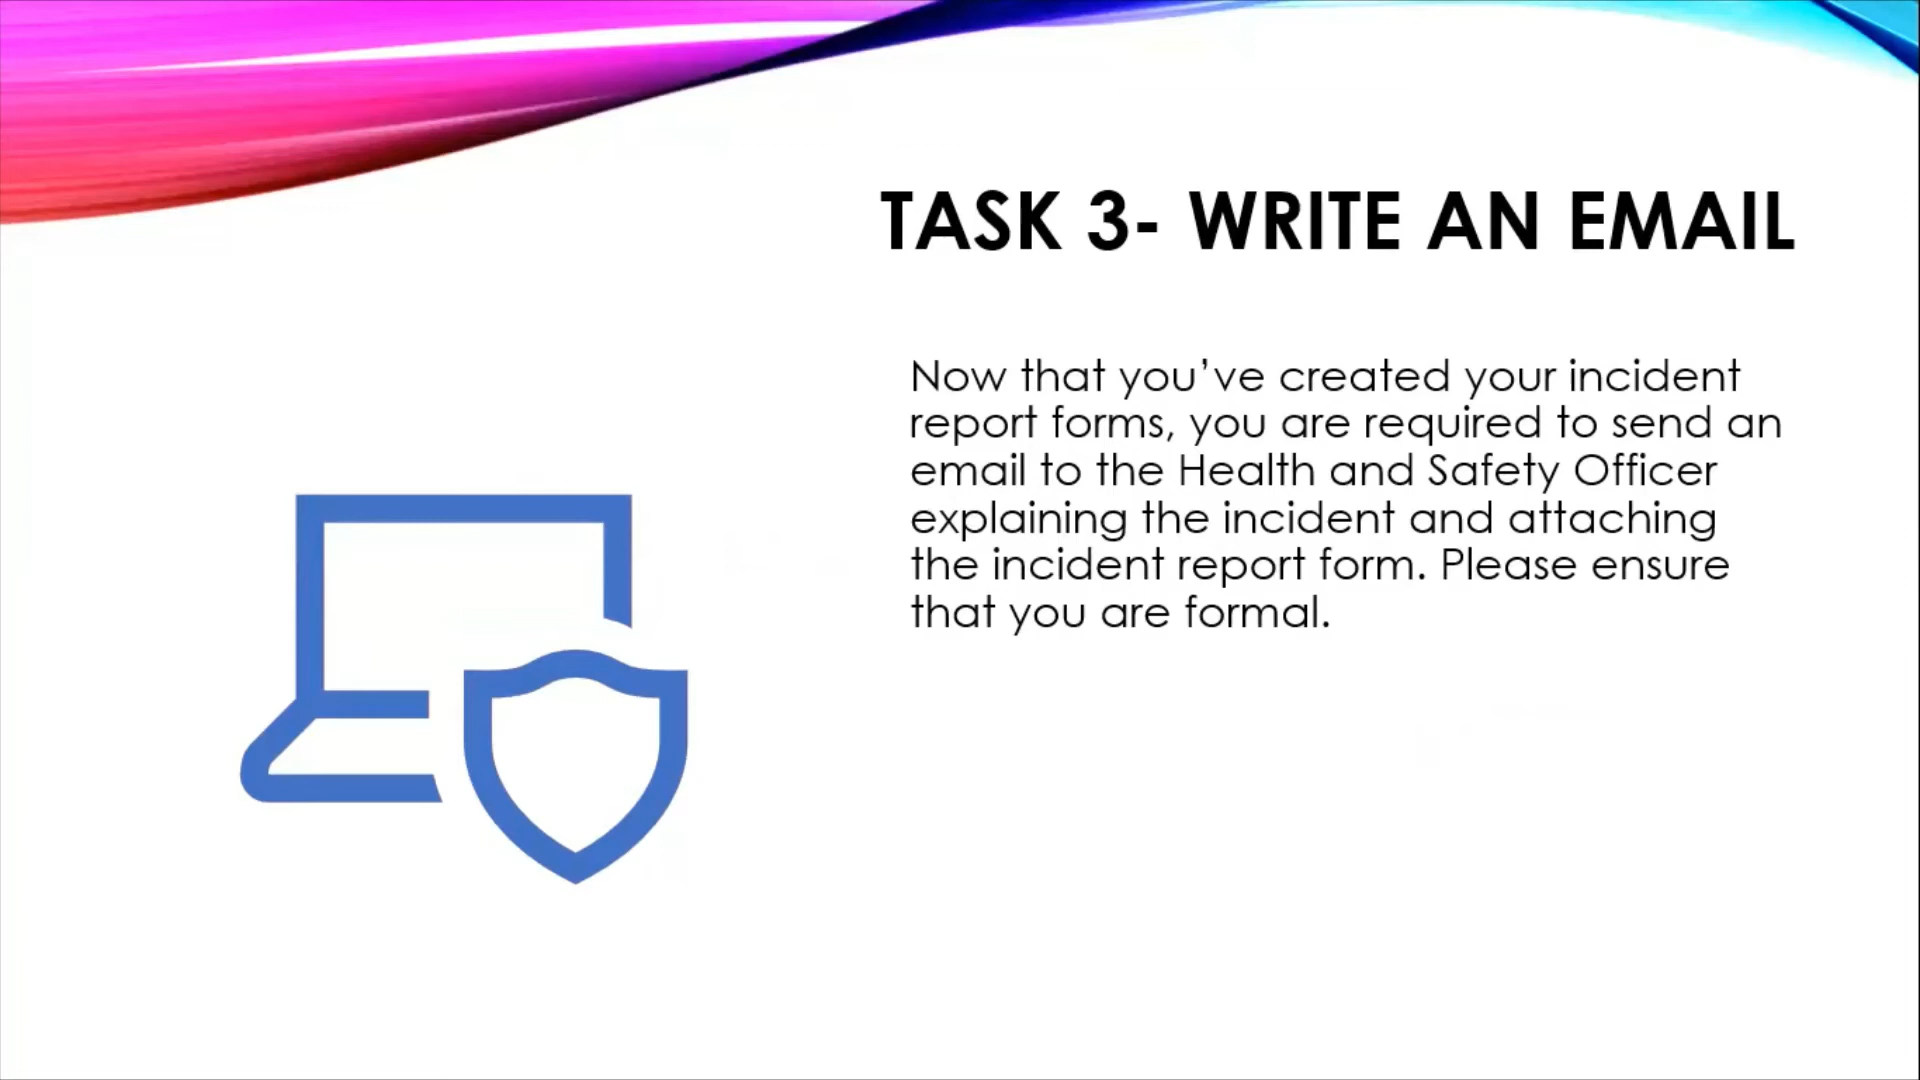 TASK 3- WRITE AN EMAIL
Now that you’ve created your incident
report forms, you are required to send an
email to the Health and Safety Officer
explaining the incident and attaching
the incident report form. Please ensure
that you are formal.